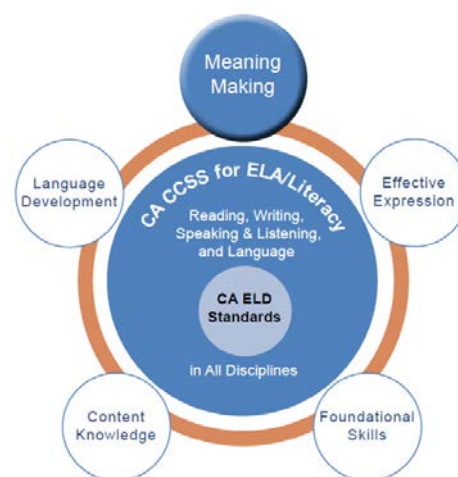 Meaning
Making
Language
Development
Effective
Expression
CA CCSS for ELA/Literacy
Reading, Writing,
Speaking & Listening,
and Language
CA ELD
Standards
in All Disciplines
Content
Knowledge
Foundational
Skills